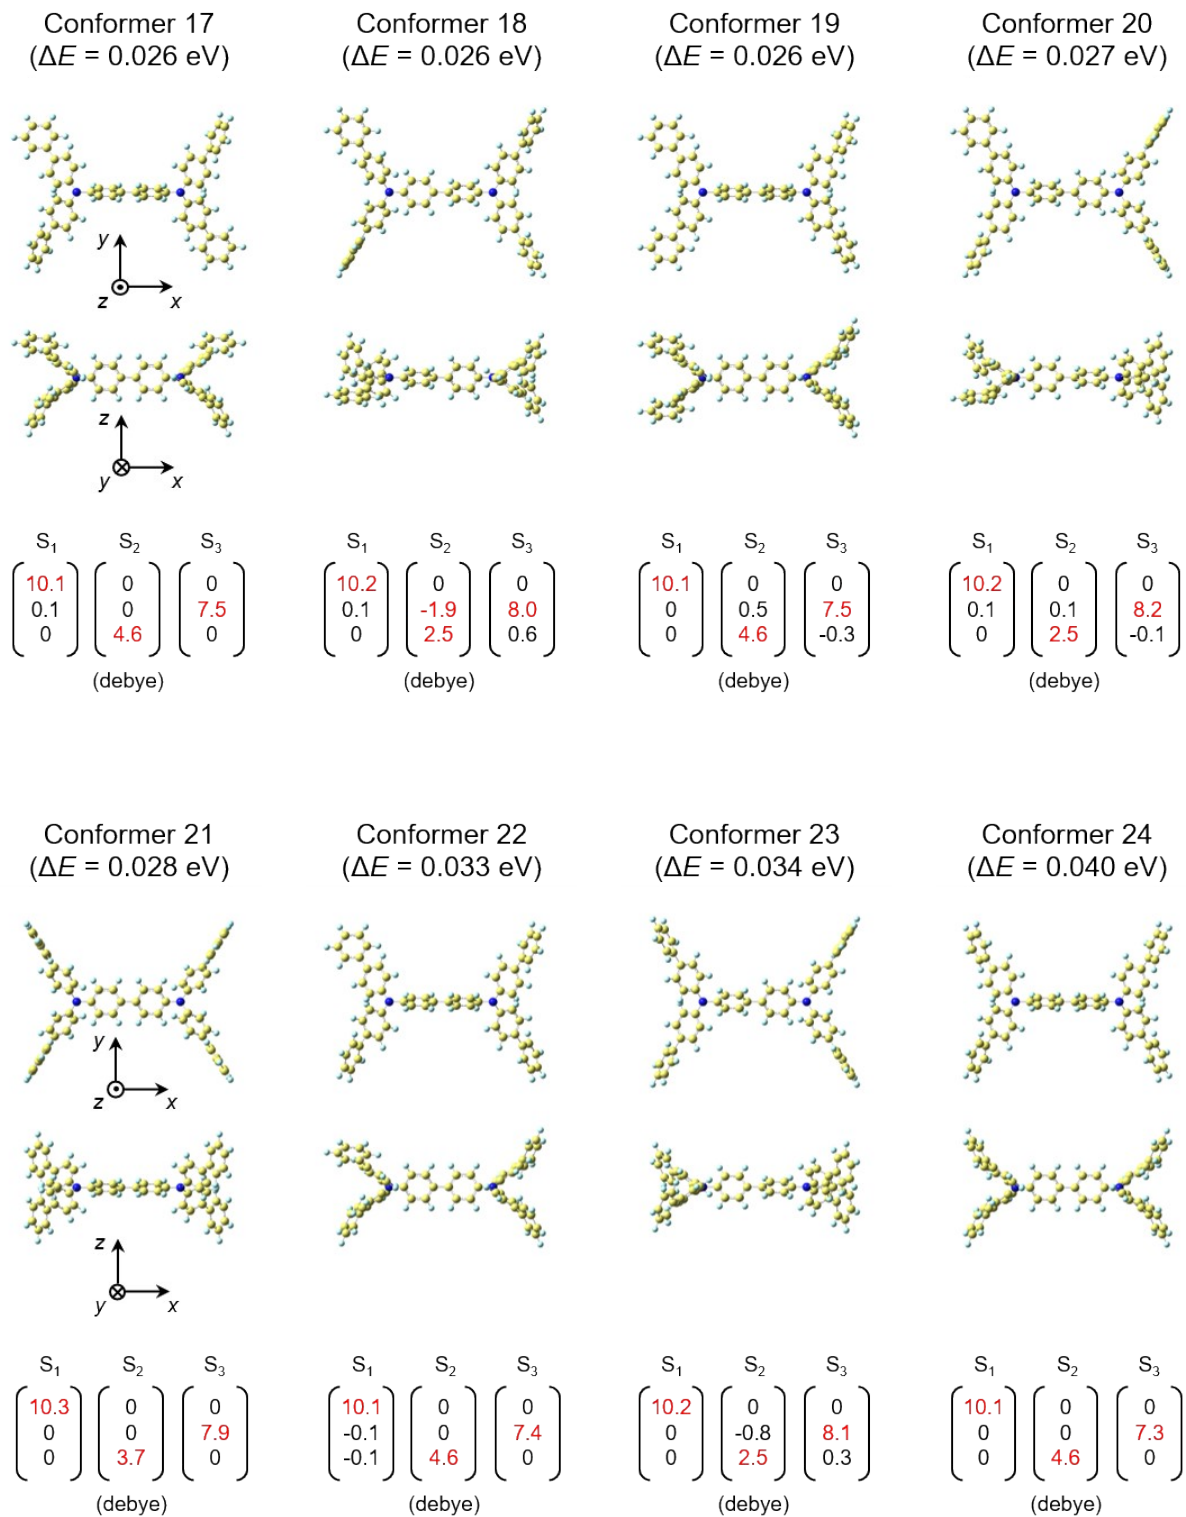 Conformer 17 Conformer 18 Conformer 19 Conformer 20
(ΔE = 0.026 eV) (ΔE = 0.026 eV) (ΔE = 0.026 eV) (ΔE = 0.027 eV)
y
z x
z
y x
S₁ S₂ S₃ S₁ S₂ S₃ S₁ S₂ S₃ S₁ S₂ S₃
10.1 0 0 10.2 0 0 10.1 0 0 10.2 0 0
0.1 0 7.5 0.1 -1.9 8.0 0 0.5 7.5 0.1 0.1 8.2
0 4.6 0 0 2.5 0.6 0 4.6 -0.3 0 2.5 -0.1
(debye) (debye) (debye) (debye)
Conformer 21 Conformer 22 Conformer 23 Conformer 24
(ΔE = 0.028 eV) (ΔE = 0.033 eV) (ΔE = 0.034 eV) (ΔE = 0.040 eV)
y
z x
z
y x
S₁ S₂ S₃ S₁ S₂ S₃ S₁ S₂ S₃ S₁ S₂ S₃
10.3 0 0 10.1 0 0 10.2 0 0 10.1 0 0
0 0 7.9 -0.1 0 7.4 0 -0.8 8.1 0 0 7.3
0 3.7 0 -0.1 4.6 0 0 2.5 0.3 0 4.6 0
(debye) (debye) (debye) (debye)